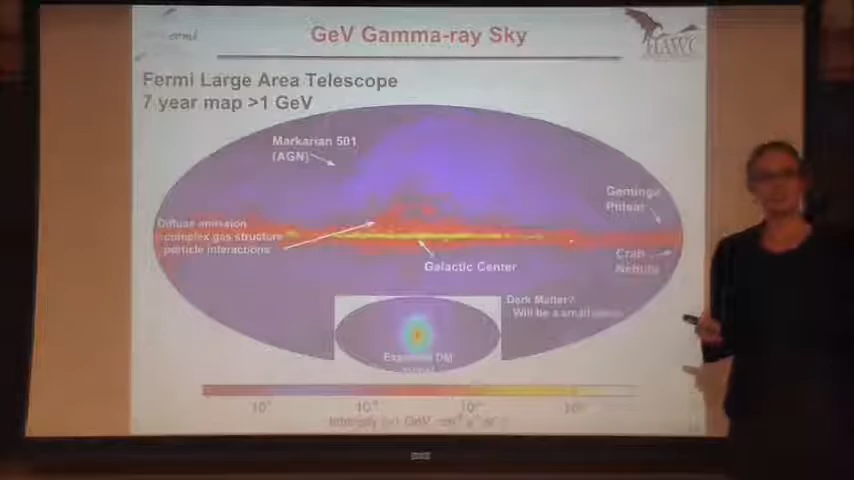 GeV Gamma-ray Sky
HAWC
Fermi Large Area Telescope
7 year map >1 GeV
Markarian 501
(AGN)
Geminga
Pulsar
Diffuse emission
complex gas structure
particle interactions
Crab
Nebula
Galactic Center
Dark Matter?
Will be a small
Expected DM